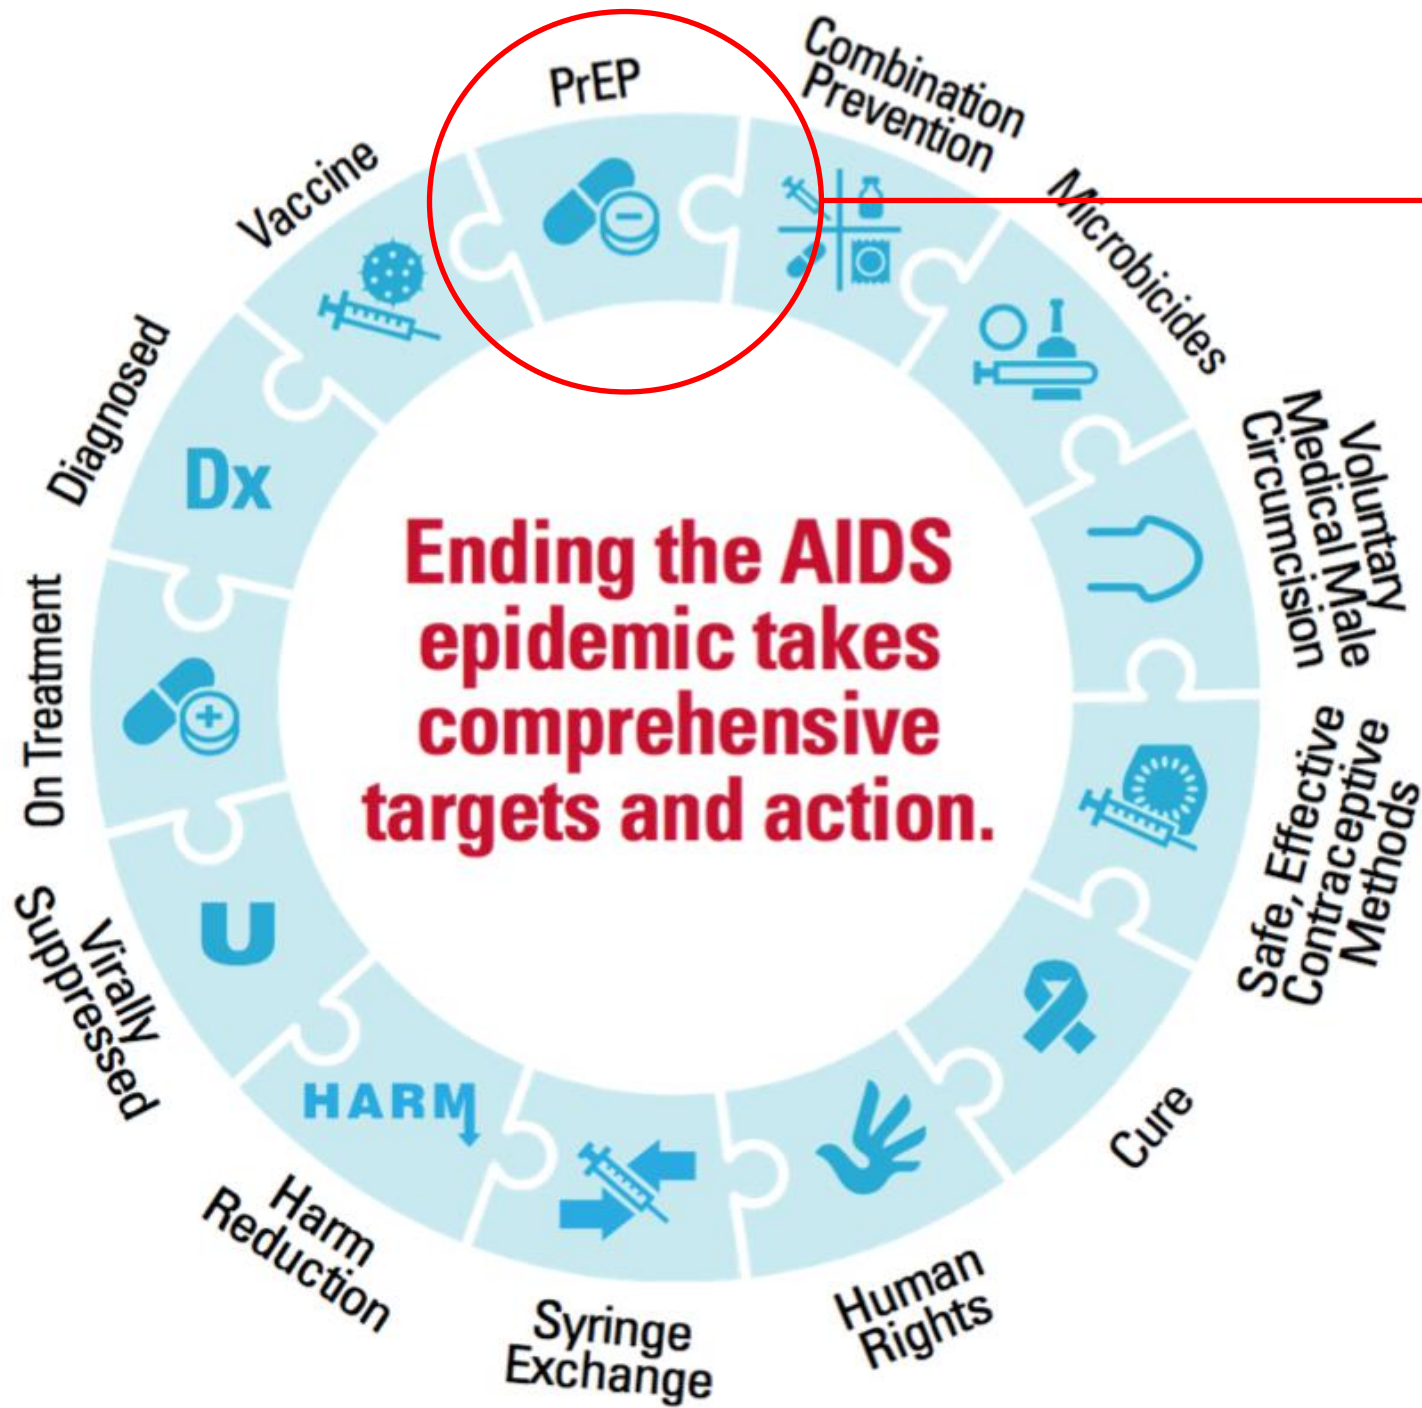 PrEP
Combination
Prevention
Microbicides
Voluntary
Medical Male
Circumcision
Safe, Effective
Contraceptive
Methods
Cure
Human
Rights
Syringe
Exchange
Harm
Reduction
Virally
Suppressed
On Treatment
Diagnosed
Vaccine
Dx
U
HARM
Ending the AIDS
epidemic takes
comprehensive
targets and action.